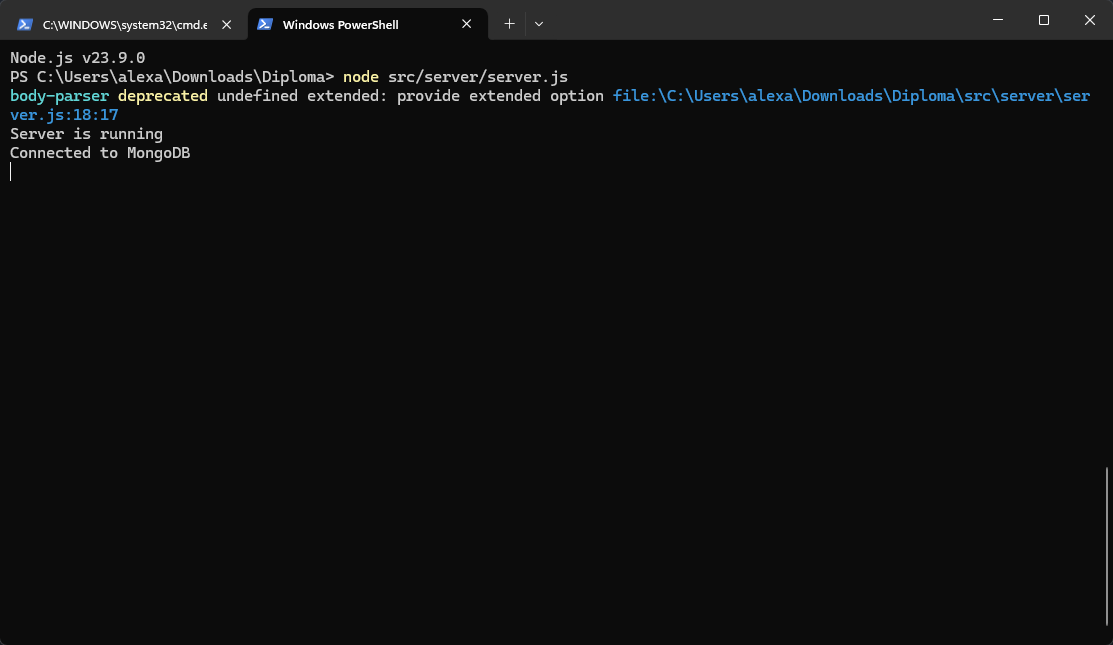 C:\WINDOWS\system32\cmd.e
Windows PowerShell
Node.js v23.9.0
PS C:\Users\alexa\Downloads\Diploma> node src/server/server.js
body-parser deprecated undefined extended: provide extended option file:\C:\Users\alexa\Downloads\Diploma\src\server\ser
ver.js:18:17
Server is running
Connected to MongoDB